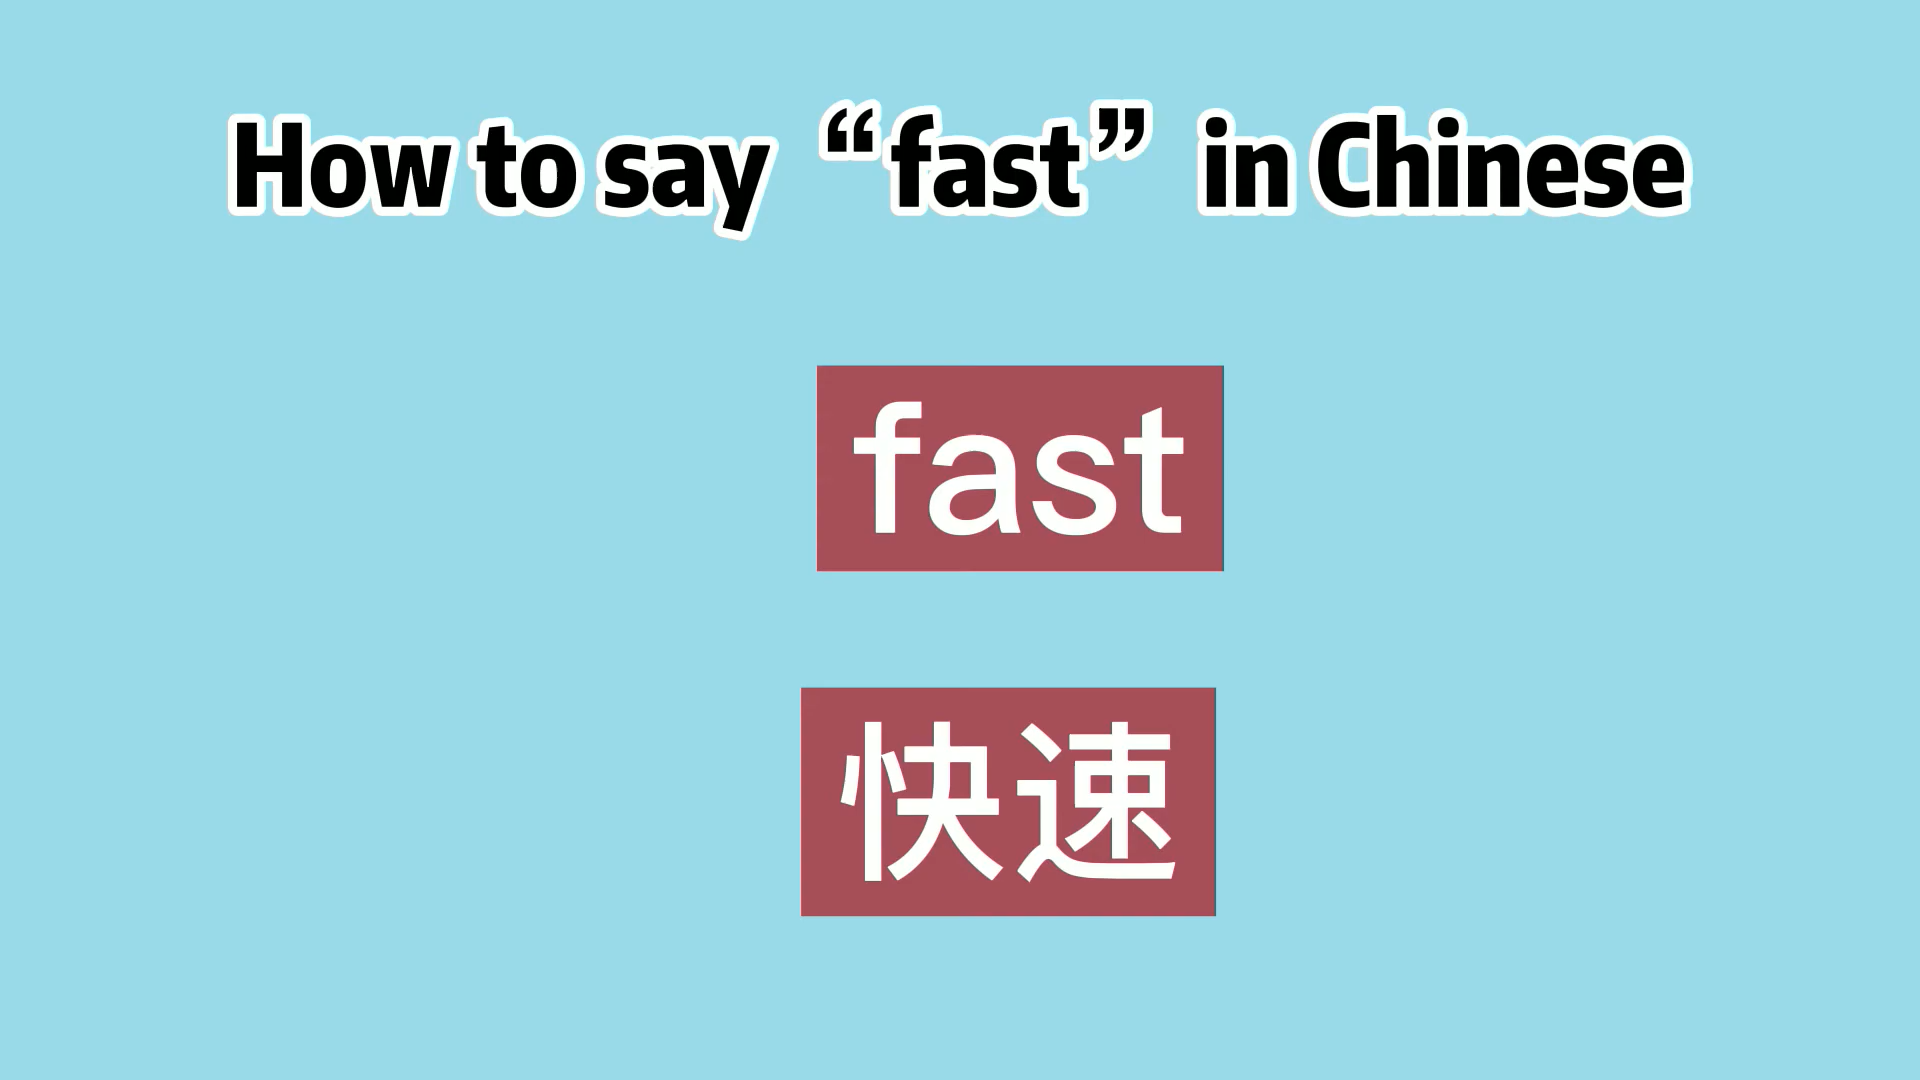 How to say “fast” in Chinese
fast
快速